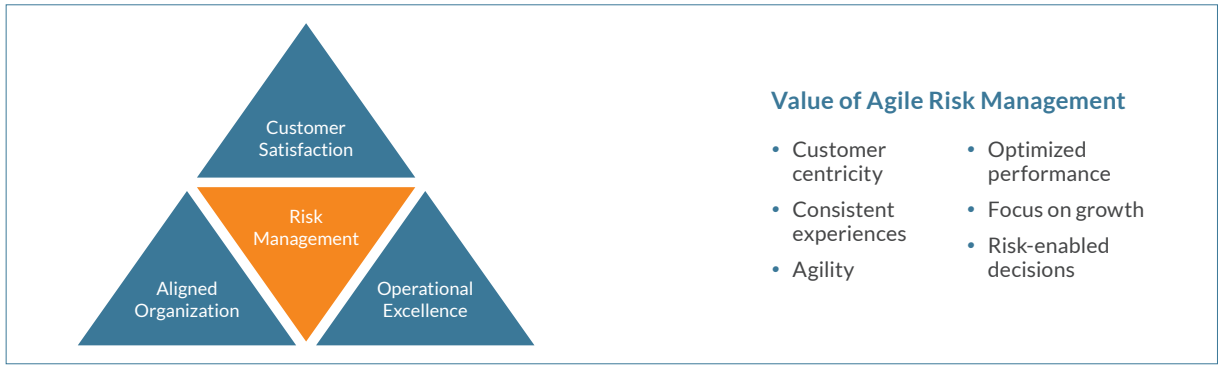 Customer
Satisfaction
Risk
Management
Aligned
Organization
Operational
Excellence
Value of Agile Risk Management
• Customer
centricity
• Consistent
experiences
• Agility
• Optimized
performance
• Focus on growth
• Risk-enabled
decisions